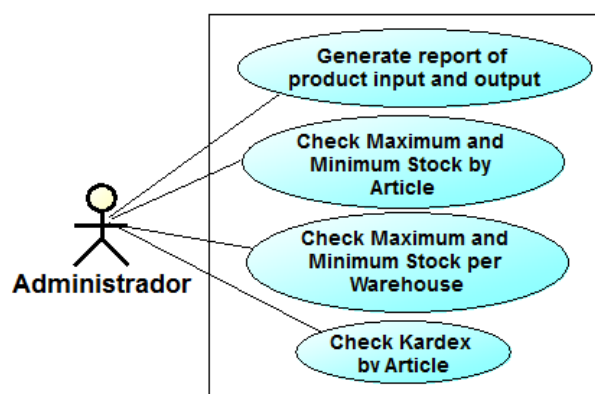 Generate report of
product input and output
Check Maximum and
Minimum Stock by
Article
Check Maximum and
Minimum Stock per
Warehouse
Administrador
Check Kardex
by Article